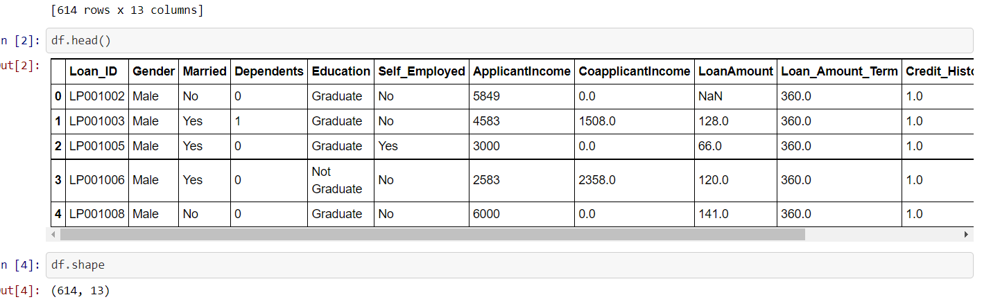 [614 rows x 13 columns]
n [2]: df.head()
ut[2]:
Loan_ID Gender Married Dependents Education Self_Employed ApplicantIncome CoapplicantIncome LoanAmount Loan_Amount_Term Credit_Histo
0 LP001002 Male No 0 Graduate No 5849 0.0 NaN 360.0 1.0
1 LP001003 Male Yes 1 Graduate No 4583 1508.0 128.0 360.0 1.0
2 LP001005 Male Yes 0 Graduate Yes 3000 0.0 66.0 360.0 1.0
3 LP001006 Male Yes 0 Not Graduate No 2583 2358.0 120.0 360.0 1.0
4 LP001008 Male No 0 Graduate No 6000 0.0 141.0 360.0 1.0
n [4]: df.shape
ut[4]: (614, 13)